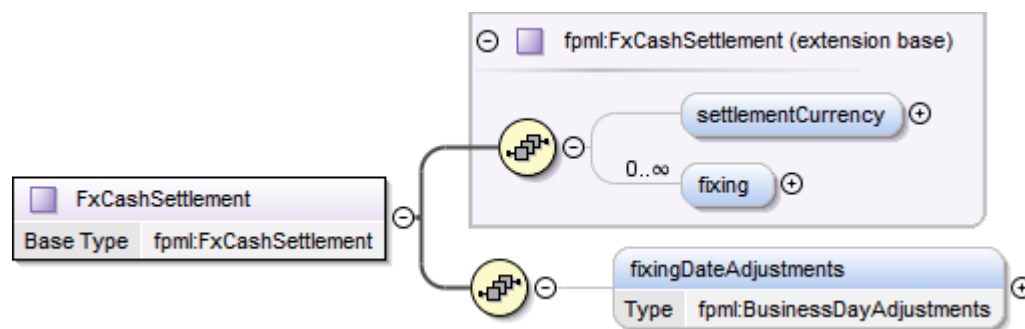 fpml:FxCashSettlement (extension base)
settlementCurrency
0..∞
fixing
FxCashSettlement
Base Type fpml:FxCashSettlement
fixingDateAdjustments
Type fpml:BusinessDayAdjustments